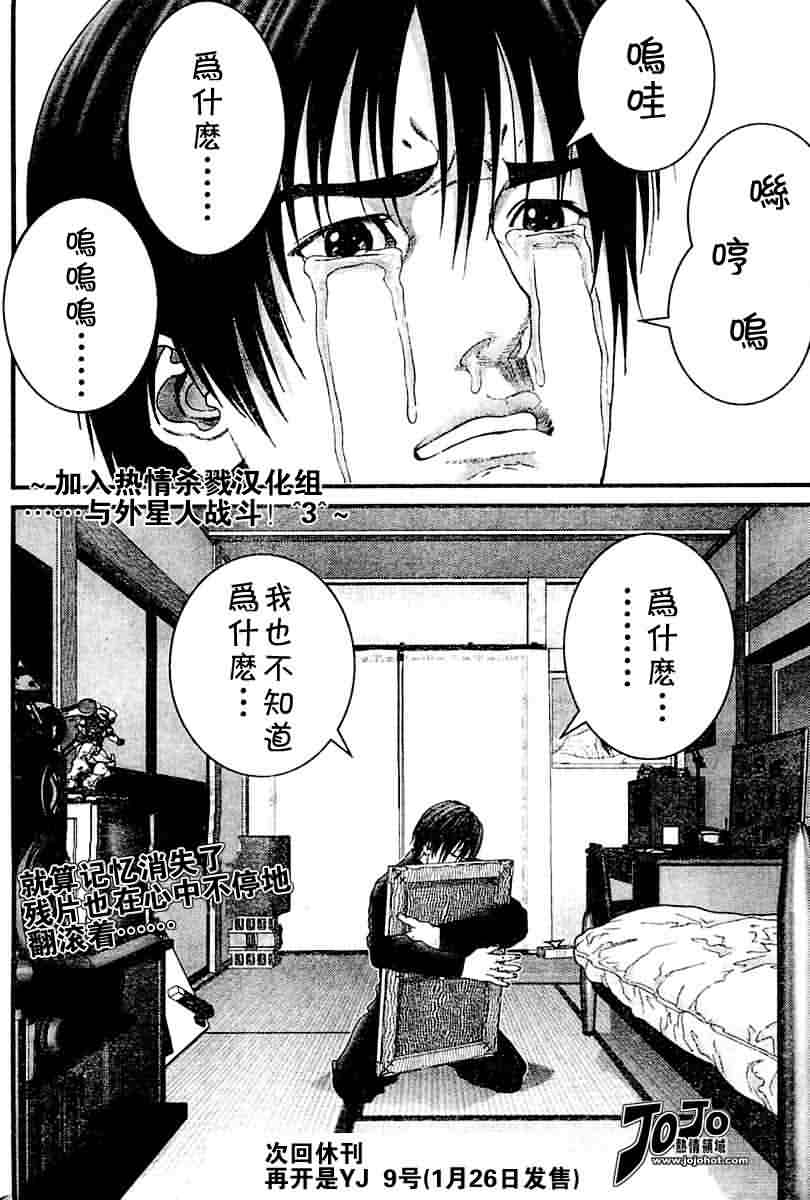 嗚
哇
噝
哼
嗚
爲什麽……
嗚嗚嗚……
~加入热情杀戮汉化组
……与外星人战斗! ^3^~
……
爲什麽………
我也不知道
爲什麽…
就算记忆消失了
残片也在心中不停地
翻滚着……
次回休刊
再开是YJ 9号(1月26日发售)
JOJO
熱情領域
www.jojohot.com